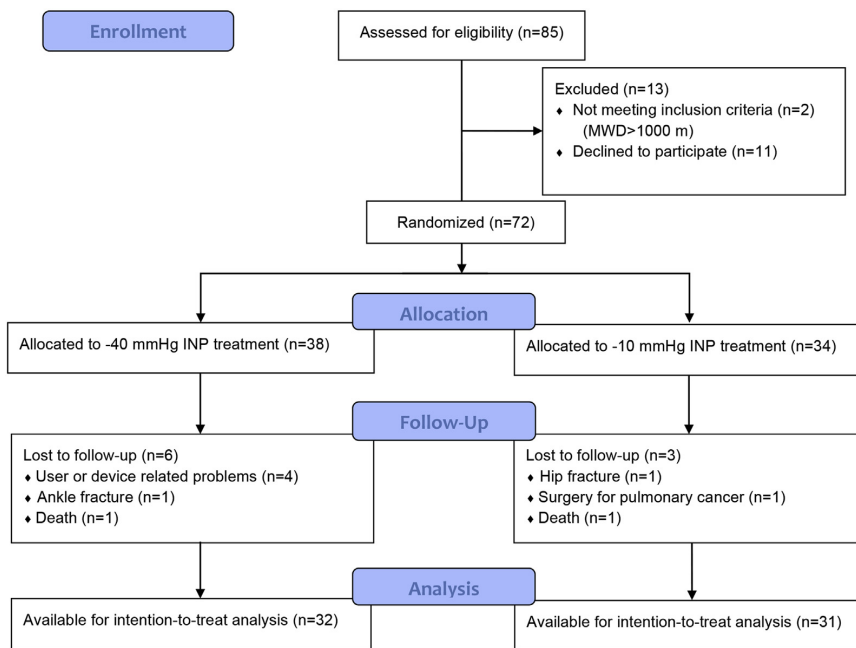 Enrollment
Assessed for eligibility (n=85)
Excluded (n=13)
♦ Not meeting inclusion criteria (n=2)
(MWD>1000 m)
♦ Declined to participate (n=11)
Randomized (n=72)
Allocation
Allocated to -40 mmHg INP treatment (n=38)
Allocated to -10 mmHg INP treatment (n=34)
Follow-Up
Lost to follow-up (n=6)
♦ User or device related problems (n=4)
♦ Ankle fracture (n=1)
♦ Death (n=1)
Lost to follow-up (n=3)
♦ Hip fracture (n=1)
♦ Surgery for pulmonary cancer (n=1)
♦ Death (n=1)
Analysis
Available for intention-to-treat analysis (n=32)
Available for intention-to-treat analysis (n=31)